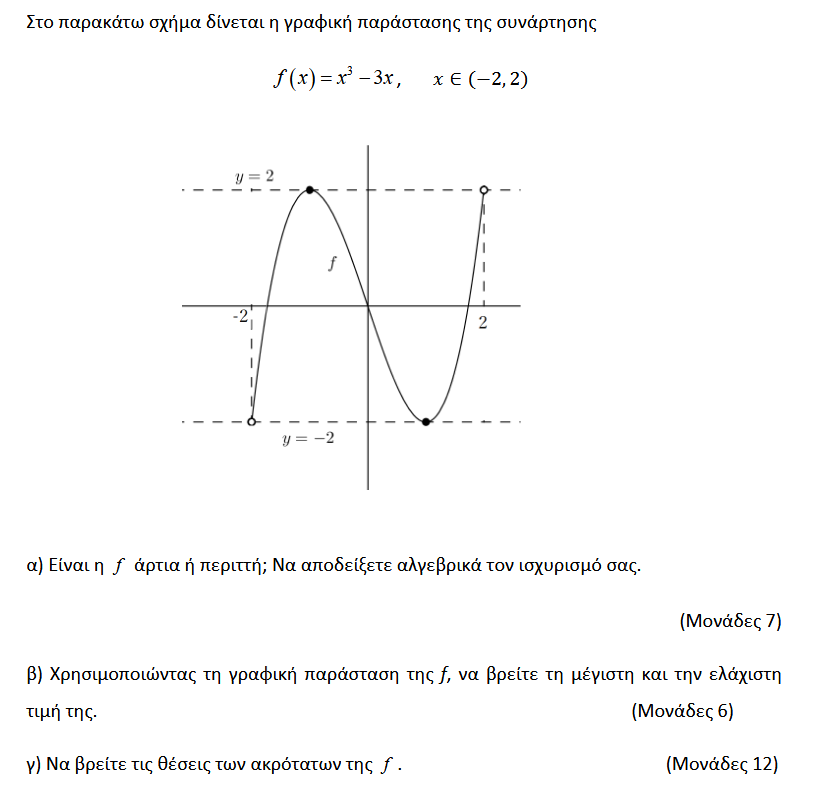 Στο παρακάτω σχήμα δίνεται η γραφική παράστασης της συνάρτησης
f(x) = x³ − 3x, x ∈ (−2, 2)
y = 2
f
-2
2
y = −2
α) Είναι η f άρτια ή περιττή; Να αποδείξετε αλγεβρικά τον ισχυρισμό σας.
(Μονάδες 7)
β) Χρησιμοποιώντας τη γραφική παράσταση της f, να βρείτε τη μέγιστη και την ελάχιστη
τιμή της. (Μονάδες 6)
γ) Να βρείτε τις θέσεις των ακρότατων της f . (Μονάδες 12)